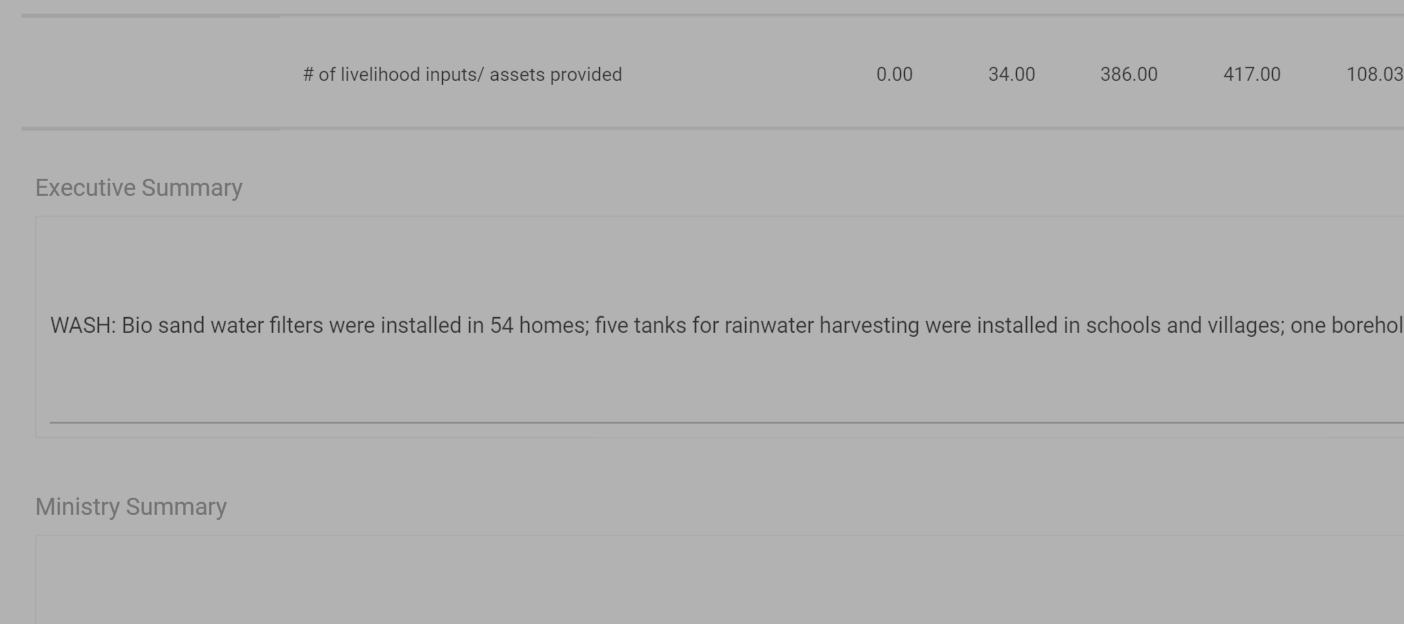 # of livelihood inputs/ assets provided 0.00 34.00 386.00 417.00 108.03
Executive Summary
WASH: Bio sand water filters were installed in 54 homes; five tanks for rainwater harvesting were installed in schools and villages; one borehol
Ministry Summary